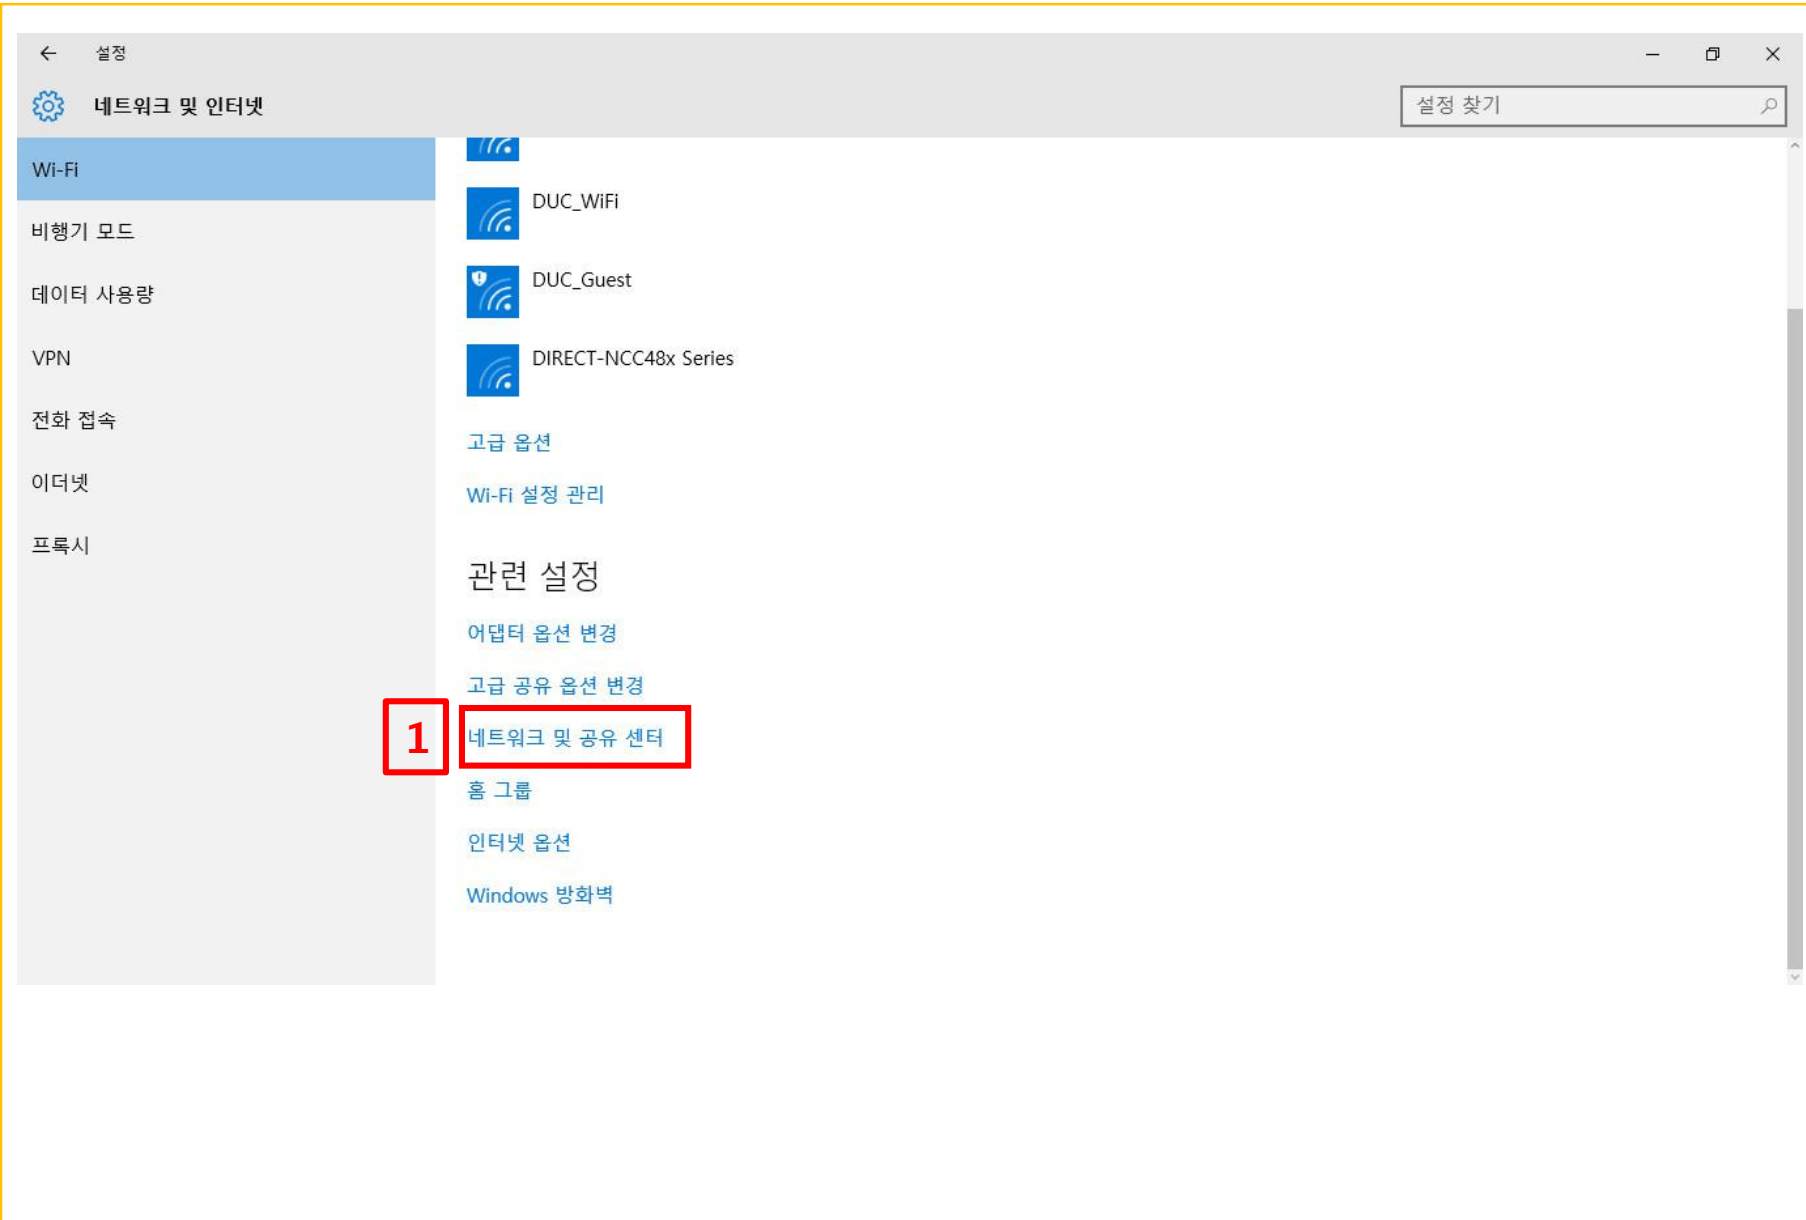 설정
네트워크 및 인터넷
설정 찾기
Wi-Fi
비행기 모드
데이터 사용량
VPN
전화 접속
이더넷
프록시
DUC_WiFi
DUC_Guest
DIRECT-NCC48x Series
고급 옵션
Wi-Fi 설정 관리
관련 설정
어댑터 옵션 변경
고급 공유 옵션 변경
1
네트워크 및 공유 센터
홈 그룹
인터넷 옵션
Windows 방화벽